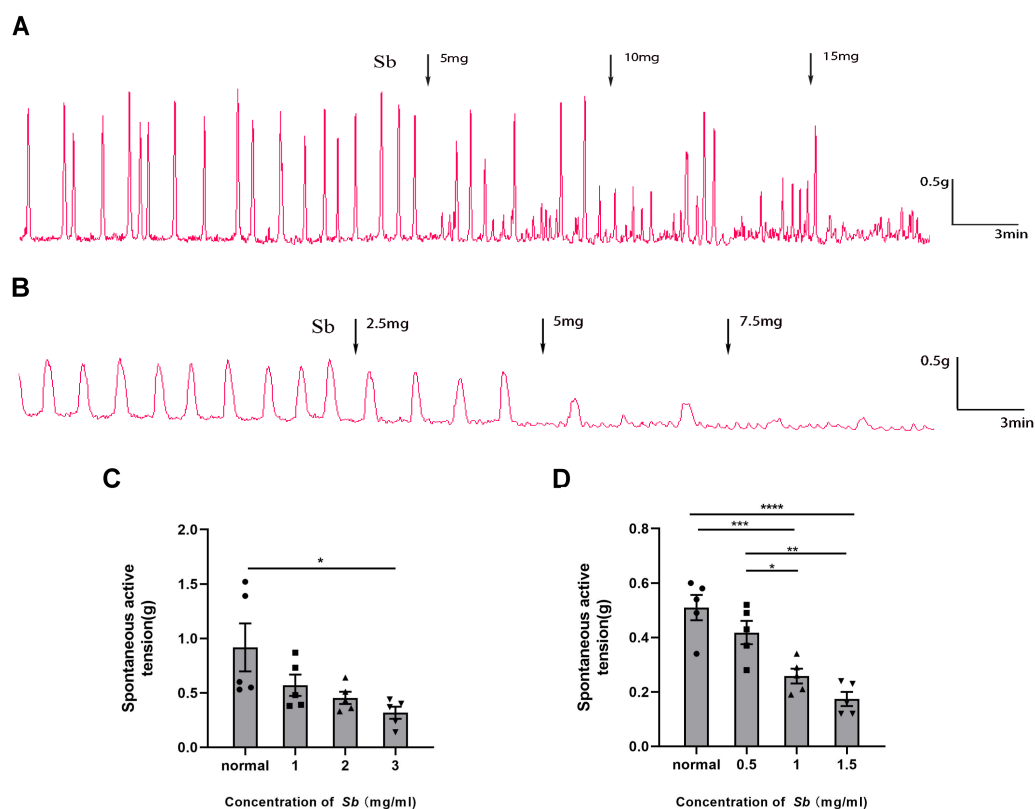 A
Sb 5mg 10mg 15mg
0.5g
3min
B
Sb 2.5mg 5mg 7.5mg
0.5g
3min
C
Spontaneous active
tension(g)
2.0
1.5
1.0
0.5
0.0
*
normal 1 2 3
Concentration of Sb (mg/ml)
D
Spontaneous active
tension(g)
0.8
0.6
0.4
0.2
0.0
****
***
**
*
normal 0.5 1 1.5
Concentration of Sb (mg/ml)